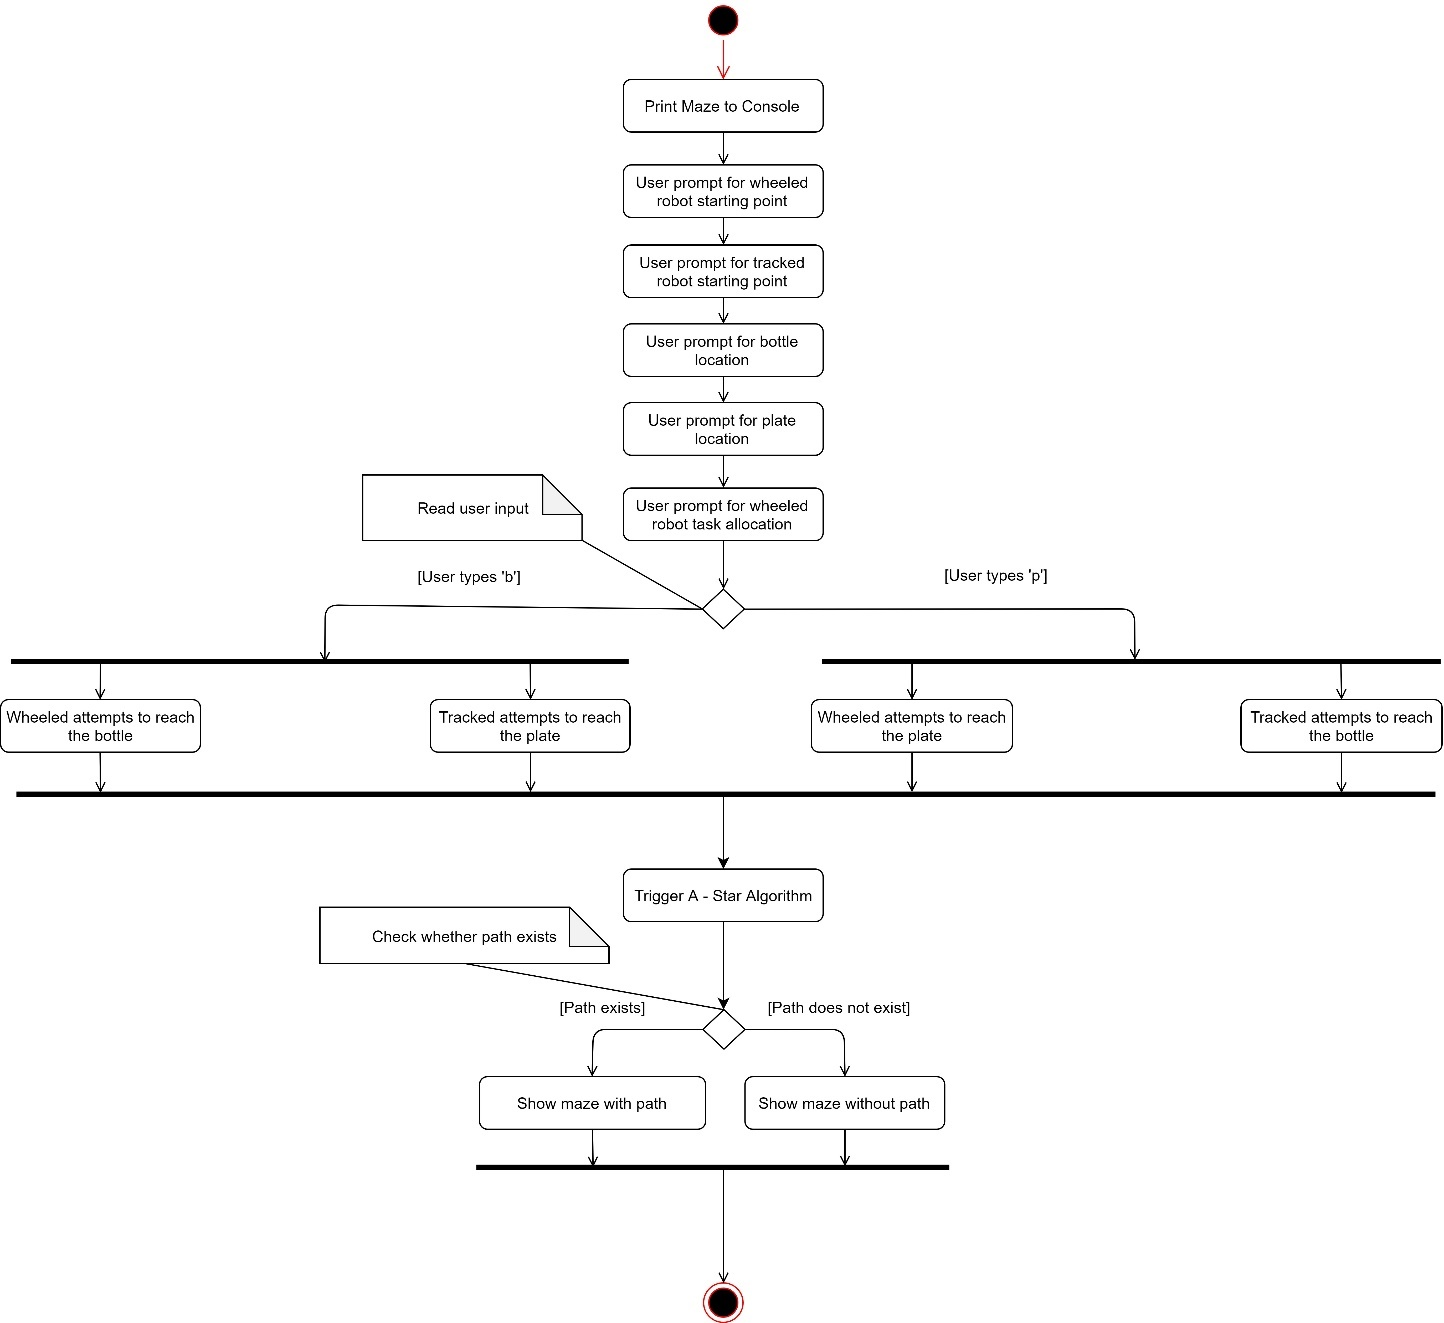 Print Maze to Console
User prompt for wheeled
robot starting point
User prompt for tracked
robot starting point
User prompt for bottle
location
User prompt for plate
location
Read user input
User prompt for wheeled
robot task allocation
[User types 'b']
[User types 'p']
Wheeled attempts to reach
the bottle
Tracked attempts to reach
the plate
Wheeled attempts to reach
the plate
Tracked attempts to reach
the bottle
Trigger A - Star Algorithm
Check whether path exists
[Path exists]
[Path does not exist]
Show maze with path
Show maze without path